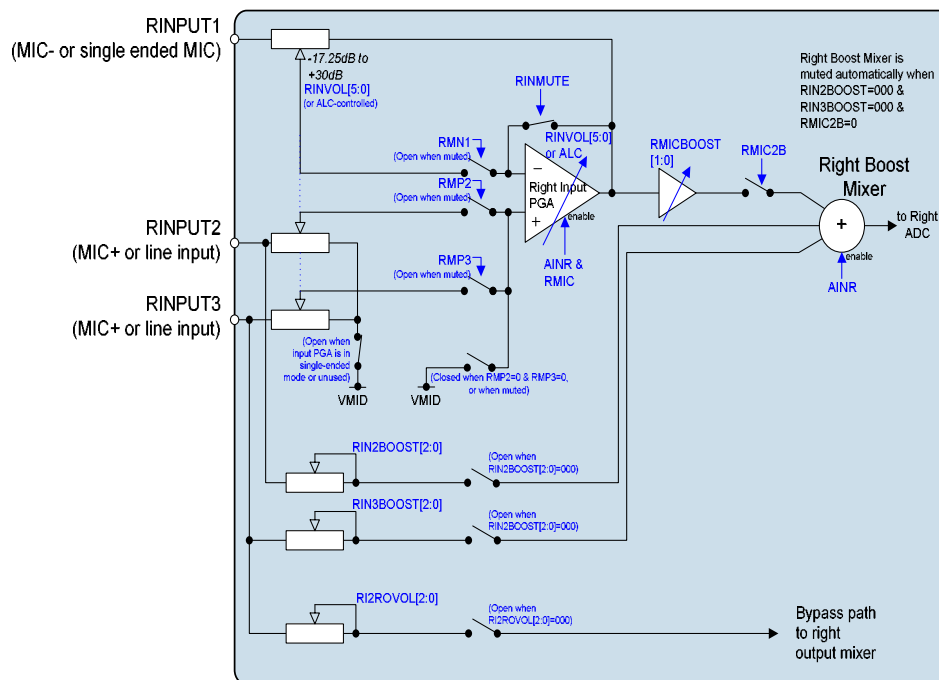 RINPUT1
(MIC- or single ended MIC)
-17.25dB to
+30dB
RINVOL[5:0]
(or ALC-controlled)
RINMUTE
Right Boost Mixer is
muted automatically when
RIN2BOOST=000 &
RIN3BOOST=000 &
RMIC2B=0
RMN1
(Open when muted)
RINVOL[5:0]
or ALC
RMICBOOST
[1:0]
RMIC2B
Right Boost
Mixer
RMP2
(Open when muted)
−
Right Input
PGA
+
enable
+
enable
to Right
ADC
RINPUT2
(MIC+ or line input)
RMP3
(Open when muted)
AINR &
RMIC
AINR
RINPUT3
(MIC+ or line input)
(Open when
input PGA is in
single-ended
mode or unused)
VMID
VMID
(Closed when RMP2=0 & RMP3=0,
or when muted)
RIN2BOOST[2:0]
(Open when
RIN2BOOST[2:0]=000)
RIN3BOOST[2:0]
(Open when
RIN2BOOST[2:0]=000)
RI2ROVOL[2:0]
(Open when
RI2ROVOL[2:0]=000)
Bypass path
to right
output mixer